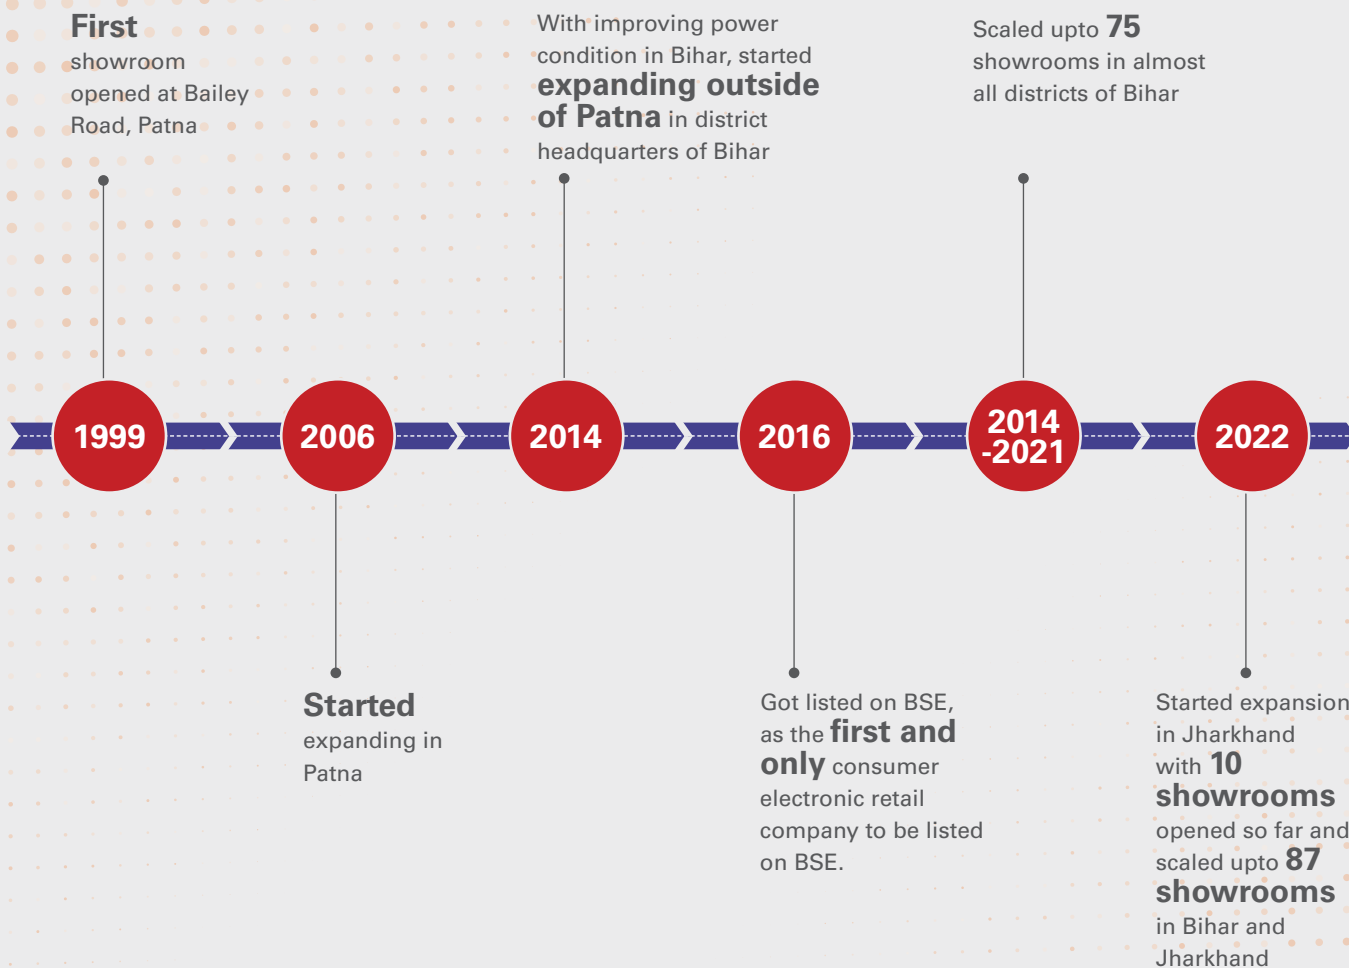 First
showroom
opened at Bailey
Road, Patna
With improving power
condition in Bihar, started
expanding outside
of Patna in district
headquarters of Bihar
Scaled upto 75
showrooms in almost
all districts of Bihar
1999
2006
2014
2016
2014
-2021
2022
Started
expanding in
Patna
Got listed on BSE,
as the first and
only consumer
electronic retail
company to be listed
on BSE.
Started expansion
in Jharkhand
with 10
showrooms
opened so far and
scaled upto 87
showrooms
in Bihar and
Jharkhand